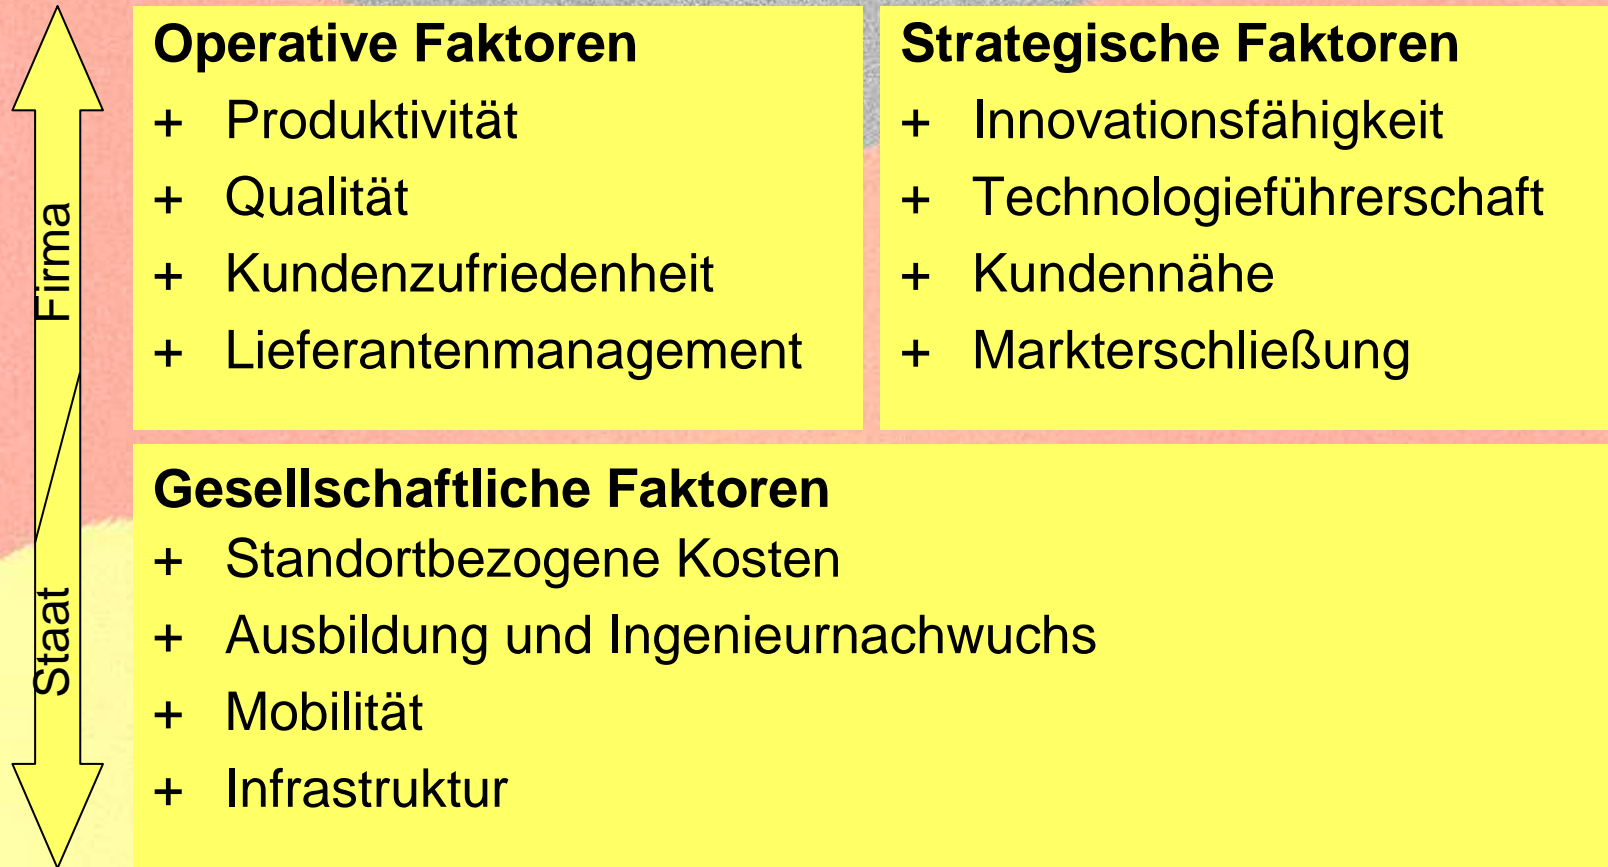 Firma
Staat
Operative Faktoren
+ Produktivität
+ Qualität
+ Kundenzufriedenheit
+ Lieferantenmanagement
Strategische Faktoren
+ Innovationsfähigkeit
+ Technologieführerschaft
+ Kundennähe
+ Markterschließung
Gesellschaftliche Faktoren
+ Standortbezogene Kosten
+ Ausbildung und Ingenieurnachwuchs
+ Mobilität
+ Infrastruktur